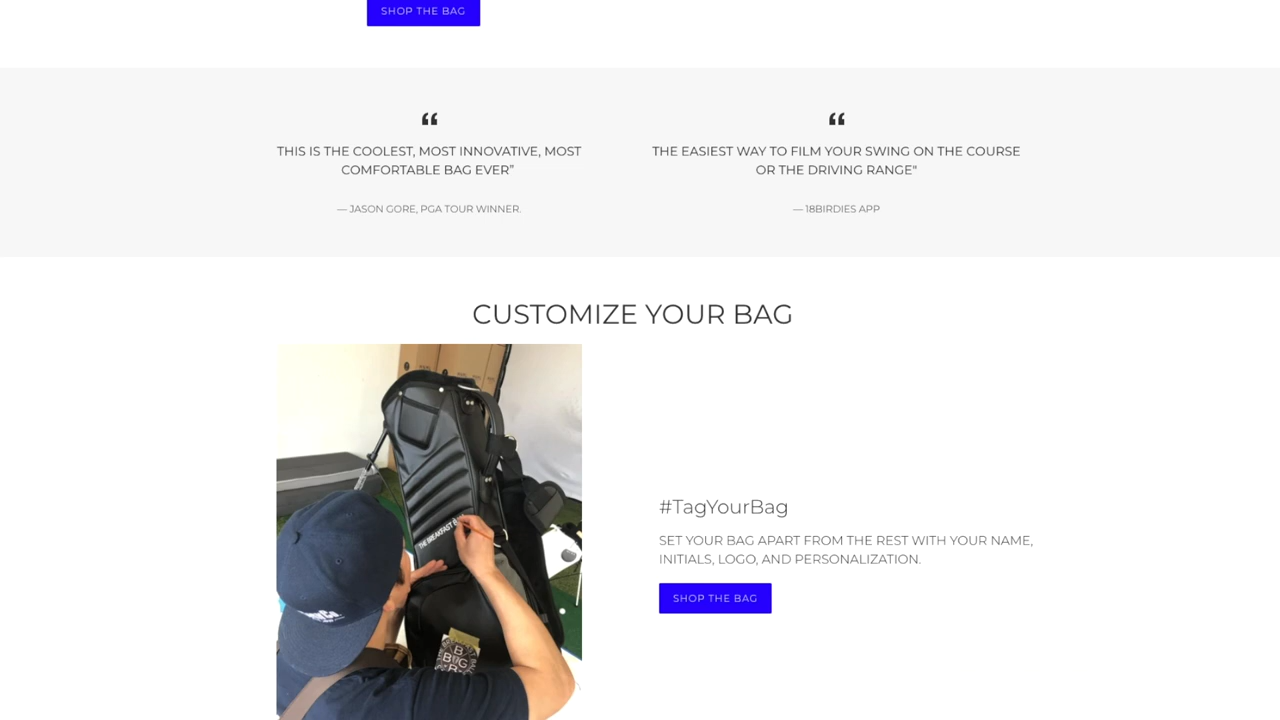 SHOP THE BAG
“
“
THIS IS THE COOLEST, MOST INNOVATIVE, MOST
COMFORTABLE BAG EVER”
— JASON GORE, PGA TOUR WINNER.
THE EASIEST WAY TO FILM YOUR SWING ON THE COURSE
OR THE DRIVING RANGE"
— 18BIRDIES APP
CUSTOMIZE YOUR BAG
THE BREAKFAST
#TagYourBag
SET YOUR BAG APART FROM THE REST WITH YOUR NAME,
INITIALS, LOGO, AND PERSONALIZATION.
SHOP THE BAG